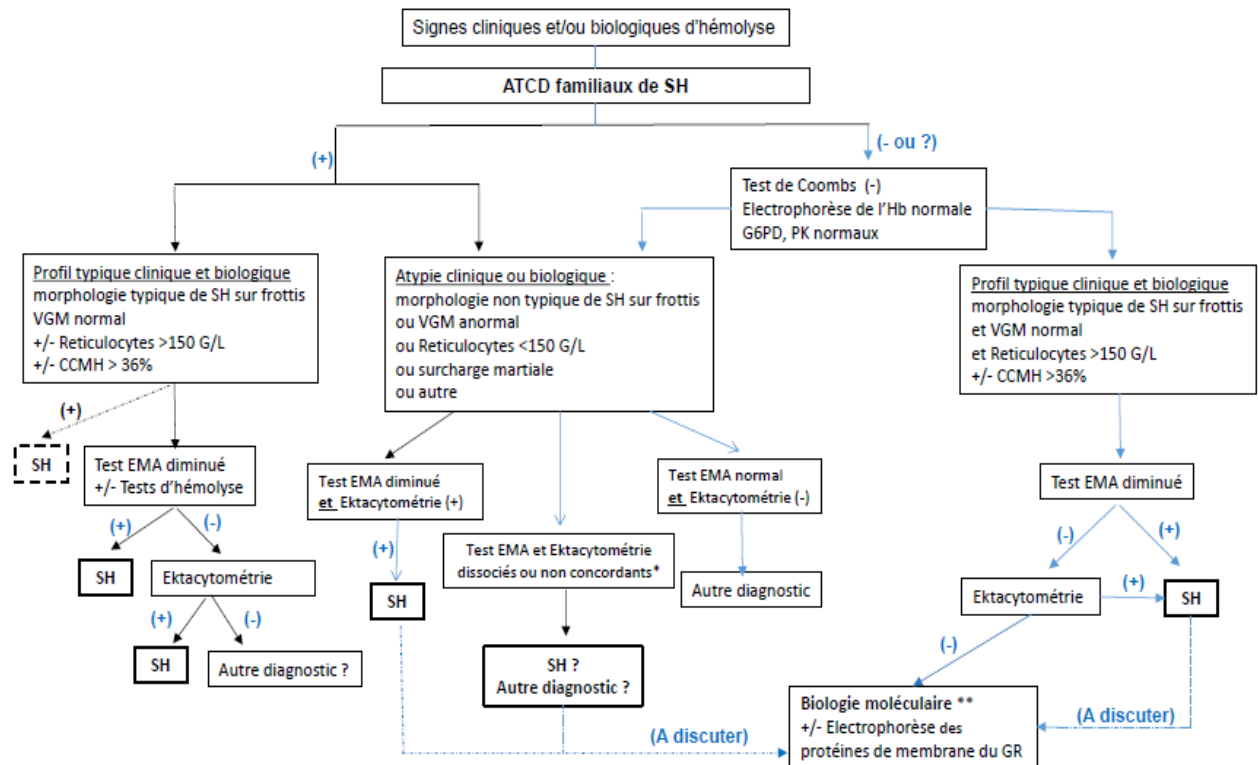 Signes cliniques et/ou biologiques d'hémolyse
ATCD familiaux de SH
(+)
(- ou ?)
Test de Coombs (-)
Electrophorèse de l'Hb normale
G6PD, PK normaux
Profil typique clinique et biologique
morphologie typique de SH sur frottis
VGM normal
+/- Reticulocytes >150 G/L
+/- CCMH > 36%
Atypie clinique ou biologique :
morphologie non typique de SH sur frottis
ou VGM anormal
ou Reticulocytes <150 G/L
ou surcharge martiale
ou autre
Profil typique clinique et biologique
morphologie typique de SH sur frottis
et VGM normal
et Reticulocytes >150 G/L
+/- CCMH >36%
(+)
SH
Test EMA diminué
+/- Tests d'hémolyse
(+)
(-)
SH
Ektacytométrie
(+)
(-)
SH
Autre diagnostic ?
Test EMA diminué
et Ektacytométrie (+)
(+)
SH
Test EMA et Ektacytométrie
dissociés ou non concordants*
SH ?
Autre diagnostic ?
Test EMA normal
et Ektacytométrie (-)
Autre diagnostic
Test EMA diminué
(-)
(+)
Ektacytométrie
(+)
SH
(-)
(A discuter)
(A discuter)
Biologie moléculaire **
+/- Electrophorèse des
protéines de membrane du GR